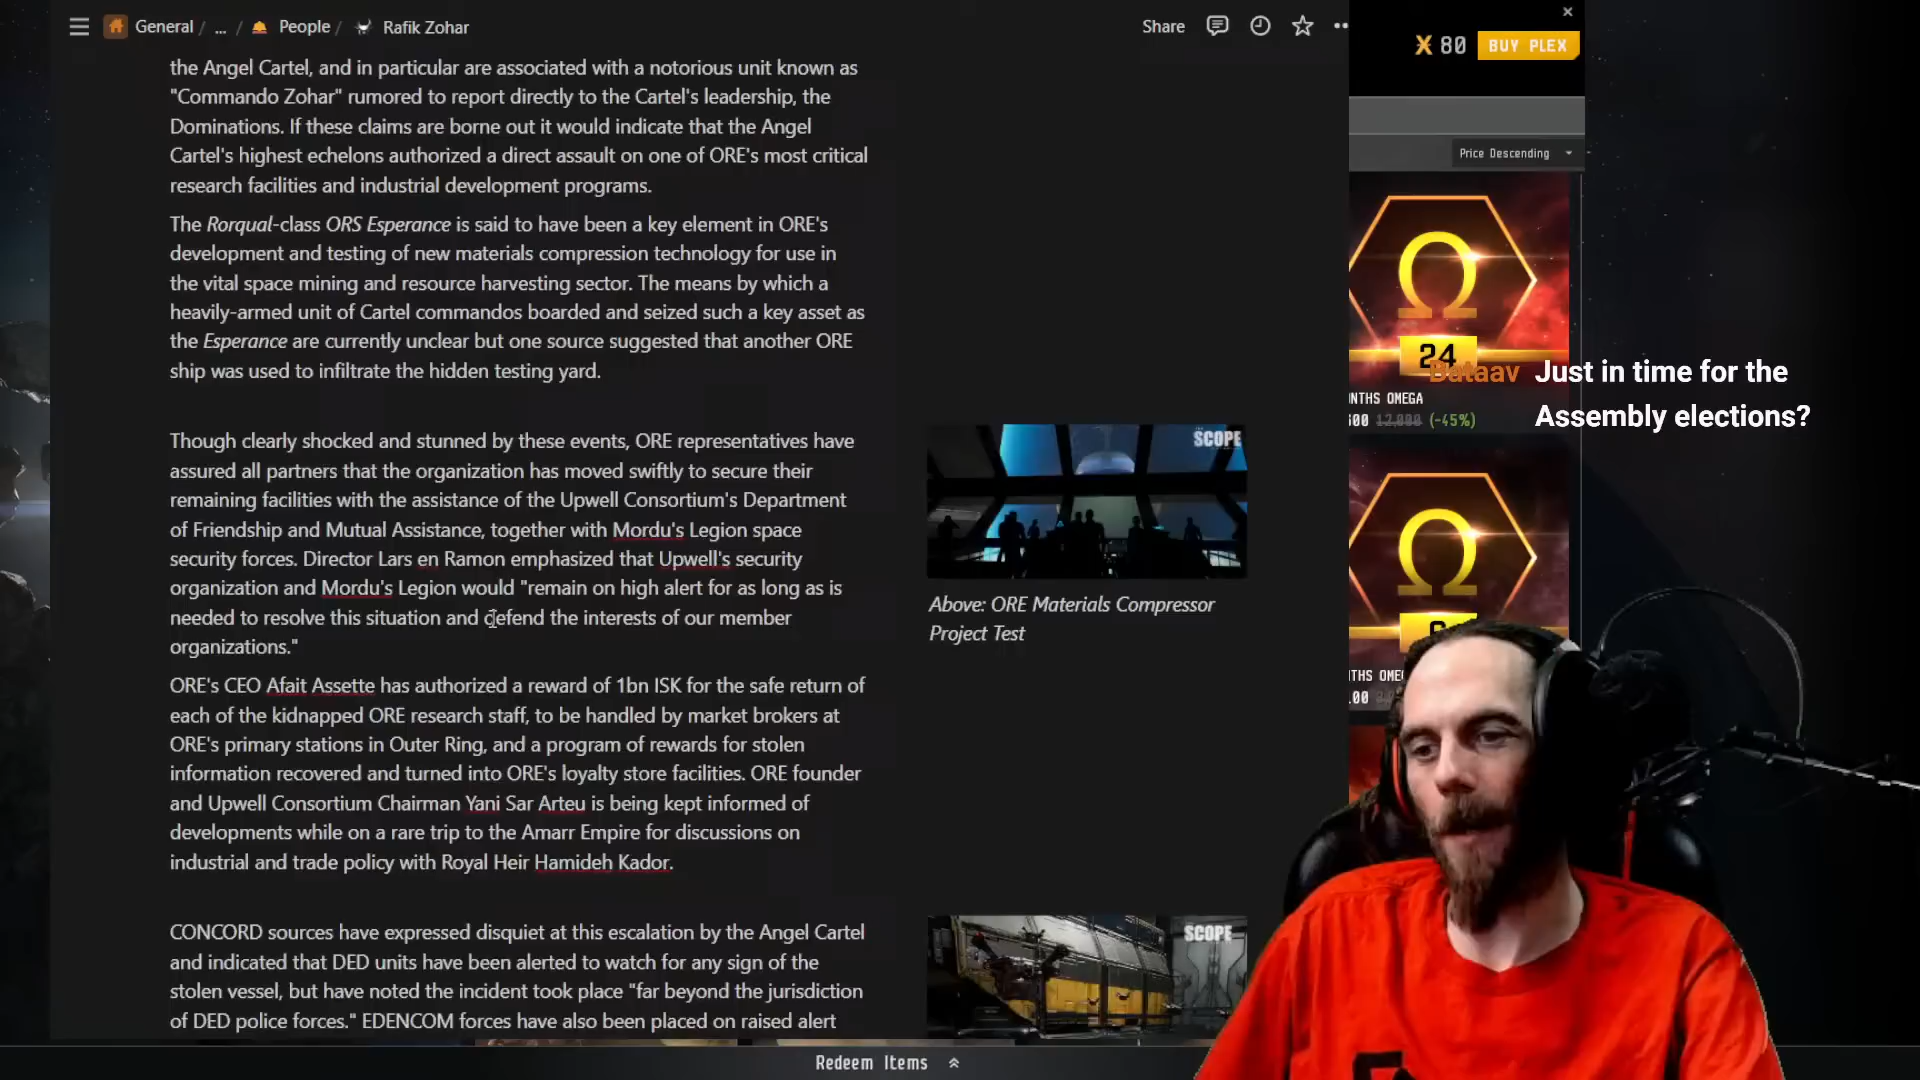 General / ... / People / Rafik Zohar
Share
80
BUY PLEX
the Angel Cartel, and in particular are associated with a notorious unit known as
"Commando Zohar" rumored to report directly to the Cartel's leadership, the
Dominations. If these claims are borne out it would indicate that the Angel
Cartel's highest echelons authorized a direct assault on one of ORE's most critical
research facilities and industrial development programs.
Price Descending
The Rorqual-class ORS Esperance is said to have been a key element in ORE's
development and testing of new materials compression technology for use in
the vital space mining and resource harvesting sector. The means by which a
heavily-armed unit of Cartel commandos boarded and seized such a key asset as
the Esperance are currently unclear but one source suggested that another ORE
ship was used to infiltrate the hidden testing yard.
Ω
24
NTHS OMEGA
12,000 (-45%)
Bataav Just in time for the
Assembly elections?
Though clearly shocked and stunned by these events, ORE representatives have
assured all partners that the organization has moved swiftly to secure their
remaining facilities with the assistance of the Upwell Consortium's Department
of Friendship and Mutual Assistance, together with Mordu's Legion space
security forces. Director Lars en Ramon emphasized that Upwell's security
organization and Mordu's Legion would "remain on high alert for as long as is
needed to resolve this situation and defend the interests of our member
organizations."
SCOPE
Above: ORE Materials Compressor
Project Test
Ω
THS OME
ORE's CEO Afait Assette has authorized a reward of 1bn ISK for the safe return of
each of the kidnapped ORE research staff, to be handled by market brokers at
ORE's primary stations in Outer Ring, and a program of rewards for stolen
information recovered and turned into ORE's loyalty store facilities. ORE founder
and Upwell Consortium Chairman Yani Sar Arteu is being kept informed of
developments while on a rare trip to the Amarr Empire for discussions on
industrial and trade policy with Royal Heir Hamideh Kador.
CONCORD sources have expressed disquiet at this escalation by the Angel Cartel
and indicated that DED units have been alerted to watch for any sign of the
stolen vessel, but have noted the incident took place "far beyond the jurisdiction
of DED police forces." EDENCOM forces have also been placed on raised alert
SCOPE
Redeem Items